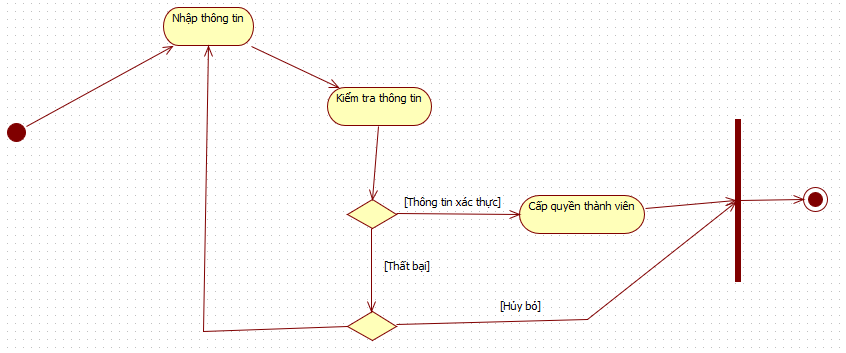 Nhập thông tin
Kiểm tra thông tin
[Thông tin xác thực]
Cấp quyền thành viên
[Thất bại]
[Hủy bỏ]